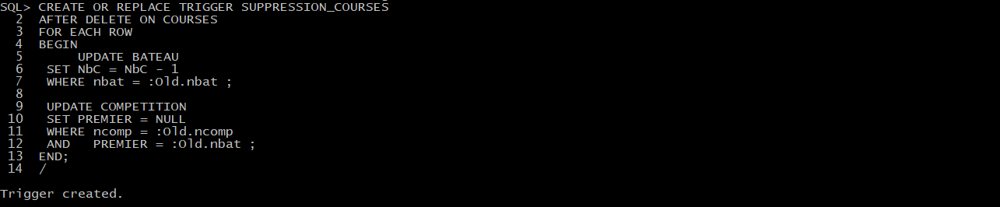 SQL> CREATE OR REPLACE TRIGGER SUPPRESSION_COURSES
2 AFTER DELETE ON COURSES
3 FOR EACH ROW
4 BEGIN
5 UPDATE BATEAU
6 SET NbC = NbC - 1
7 WHERE nbat = :Old.nbat ;
8
9 UPDATE COMPETITION
10 SET PREMIER = NULL
11 WHERE ncomp = :Old.ncomp
12 AND PREMIER = :Old.nbat ;
13 END;
14 /
Trigger created.